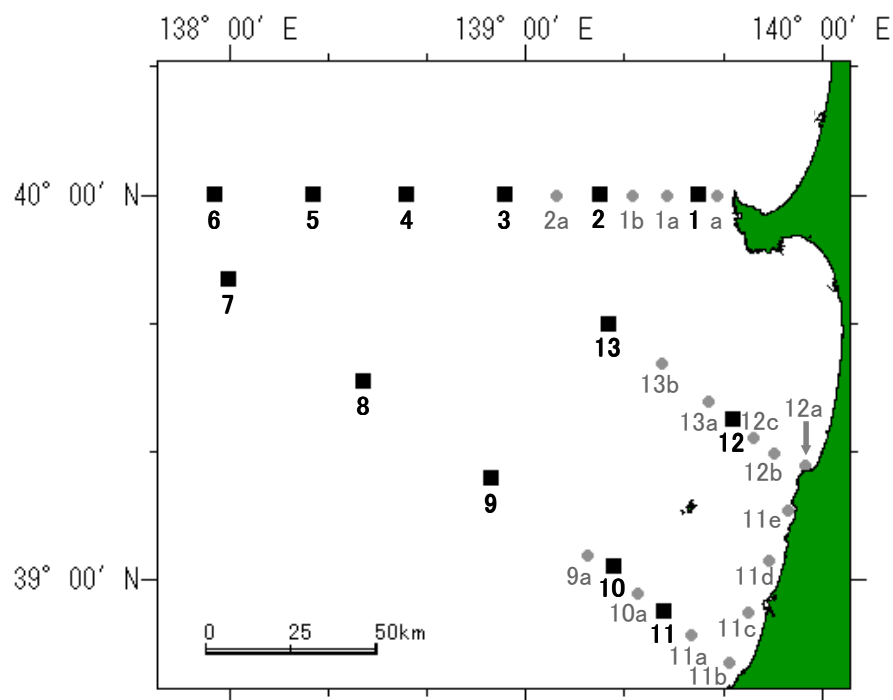 138° 00′ E 139° 00′ E 140° 00′ E
40° 00′ N
6 5 4 3 2a 2 1b 1a 1 a
7
13
13b
8
12a
13a 12c
12
12b
9
11e
9a 11d
39° 00′ N
10
10a
11c
0 25 50km
11
11a
11b